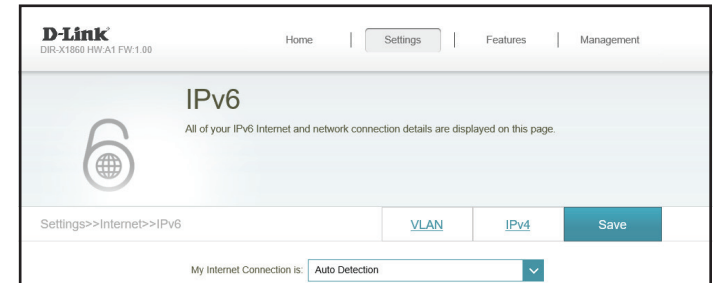 D-Link
DIR-X1860 HW:A1 FW:1.00
Home | Settings | Features | Management
IPv6
All of your IPv6 Internet and network connection details are displayed on this page.
Settings>>Internet>>IPv6 VLAN IPv4 Save
My Internet Connection is: Auto Detection